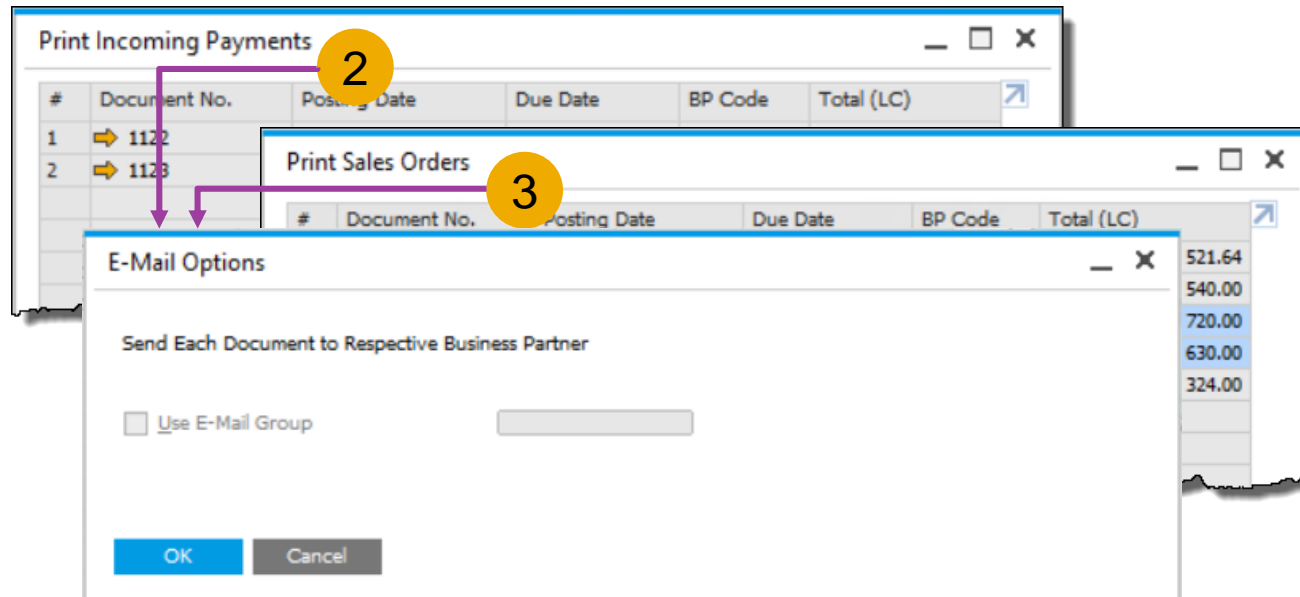 Print Incoming Payments
2
# Document No. Posting Date Due Date BP Code Total (LC)
1 1122
2 1123
Print Sales Orders
3
# Document No. Posting Date Due Date BP Code Total (LC)
521.64
540.00
720.00
630.00
324.00
E-Mail Options
Send Each Document to Respective Business Partner
Use E-Mail Group
OK Cancel